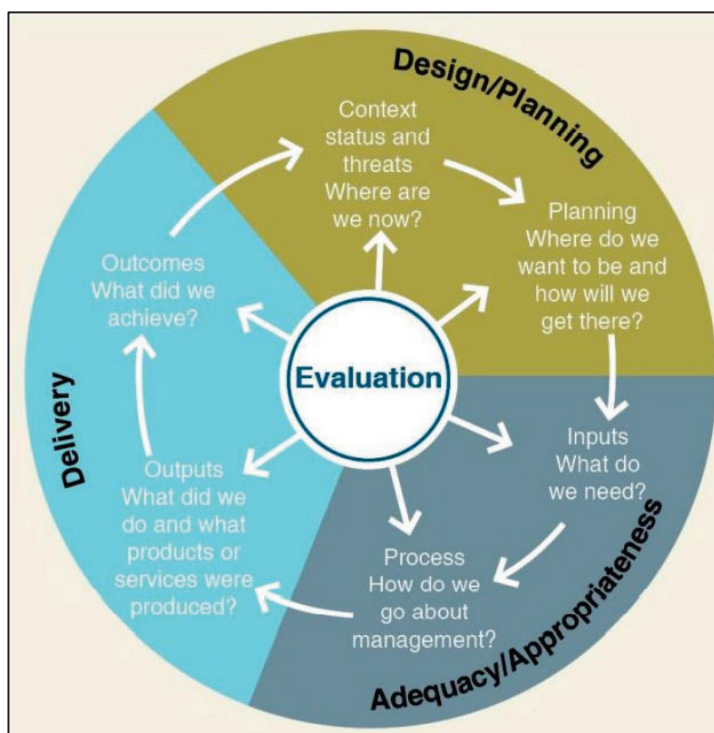 Design/Planning
Context
status and
threats
Where are
we now?
Planning
Where do we
want to be and
how will we
get there?
Outcomes
What did we
achieve?
Evaluation
Delivery
Inputs
What do
we need?
Outputs
What did we
do and what
products or
services were
produced?
Process
How do we
go about
management?
Adequacy/Appropriateness